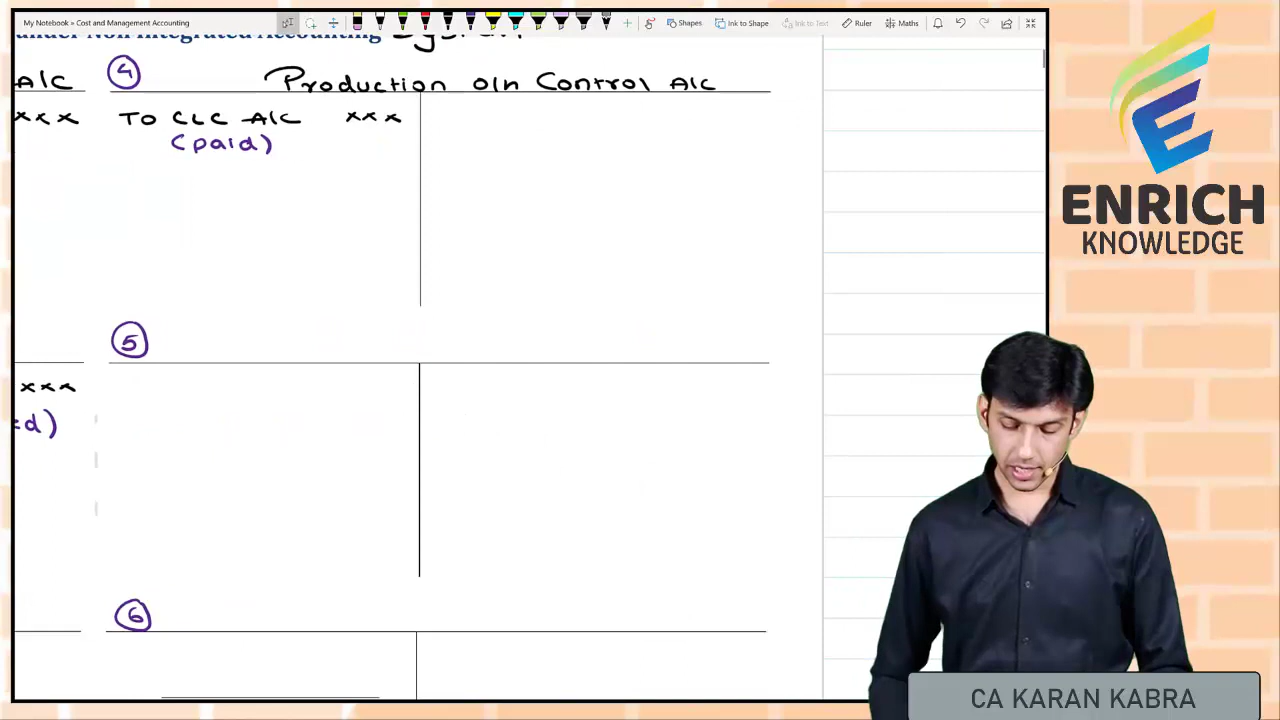 My Notebook » Cost and Management Accounting
Shapes
Ink to Shape
Ink to Text
Ruler
Maths
under Non Integrated Accounting System
A/C
④ Production o/h Control A/c
xxx
TO CLC A/C xxx
(paid)
⑤
xxx
ed)
⑥
ENRICH
KNOWLEDGE
CA KARAN KABRA